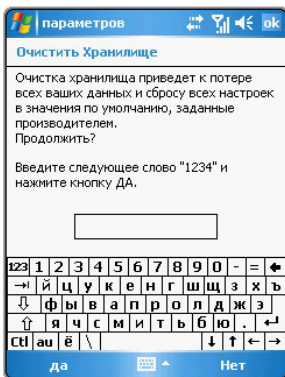 параметров ok
Очистить Хранилище
Очистка хранилища приведет к потере
всех ваших данных и сбросу всех настроек
в значения по умолчанию, заданные
производителем.
Продолжить?
Введите следующее слово "1234" и
нажмите кнопку ДА.
123 1 2 3 4 5 6 7 8 9 0 - =
й ц у к е н г ш щ з х ъ
ф ы в а п р о л д ж э
я ч с м и т ь б ю .
Ctl au ё \
да Нет